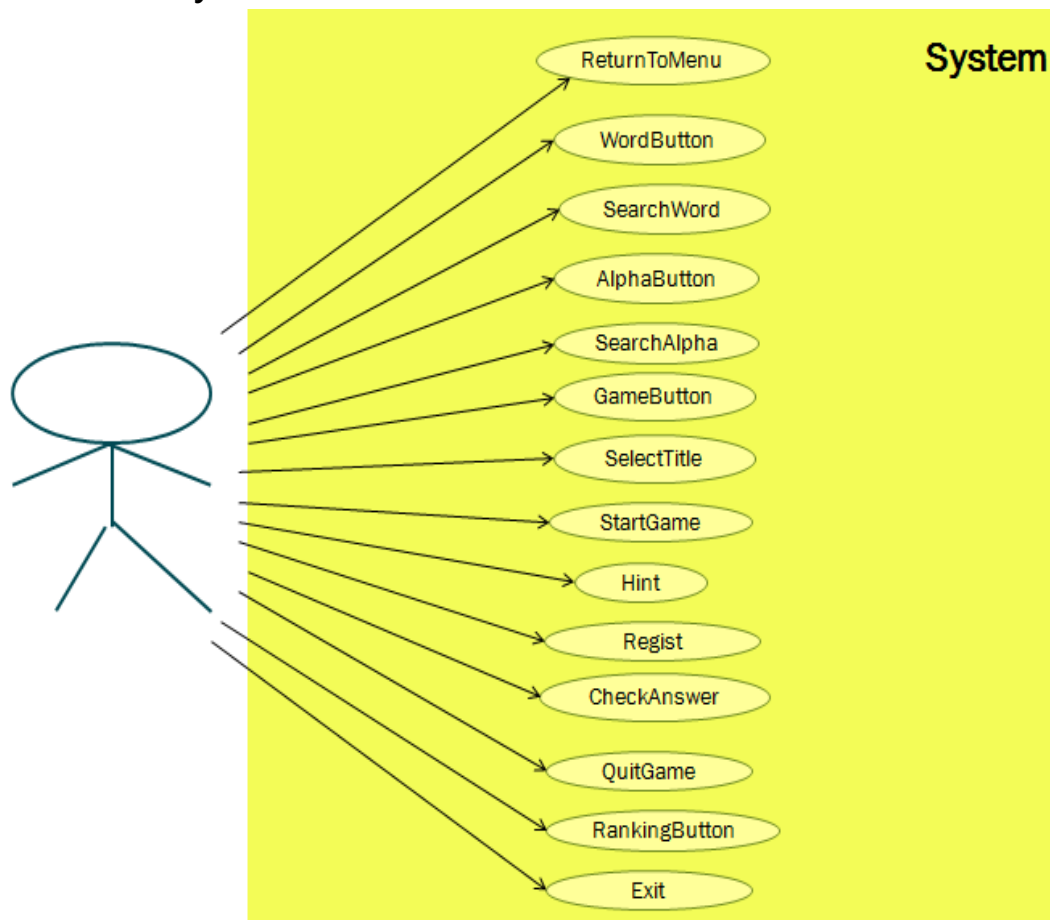 ReturnToMenu
System
WordButton
SearchWord
AlphaButton
SearchAlpha
GameButton
SelectTitle
StartGame
Hint
Regist
CheckAnswer
QuitGame
RankingButton
Exit